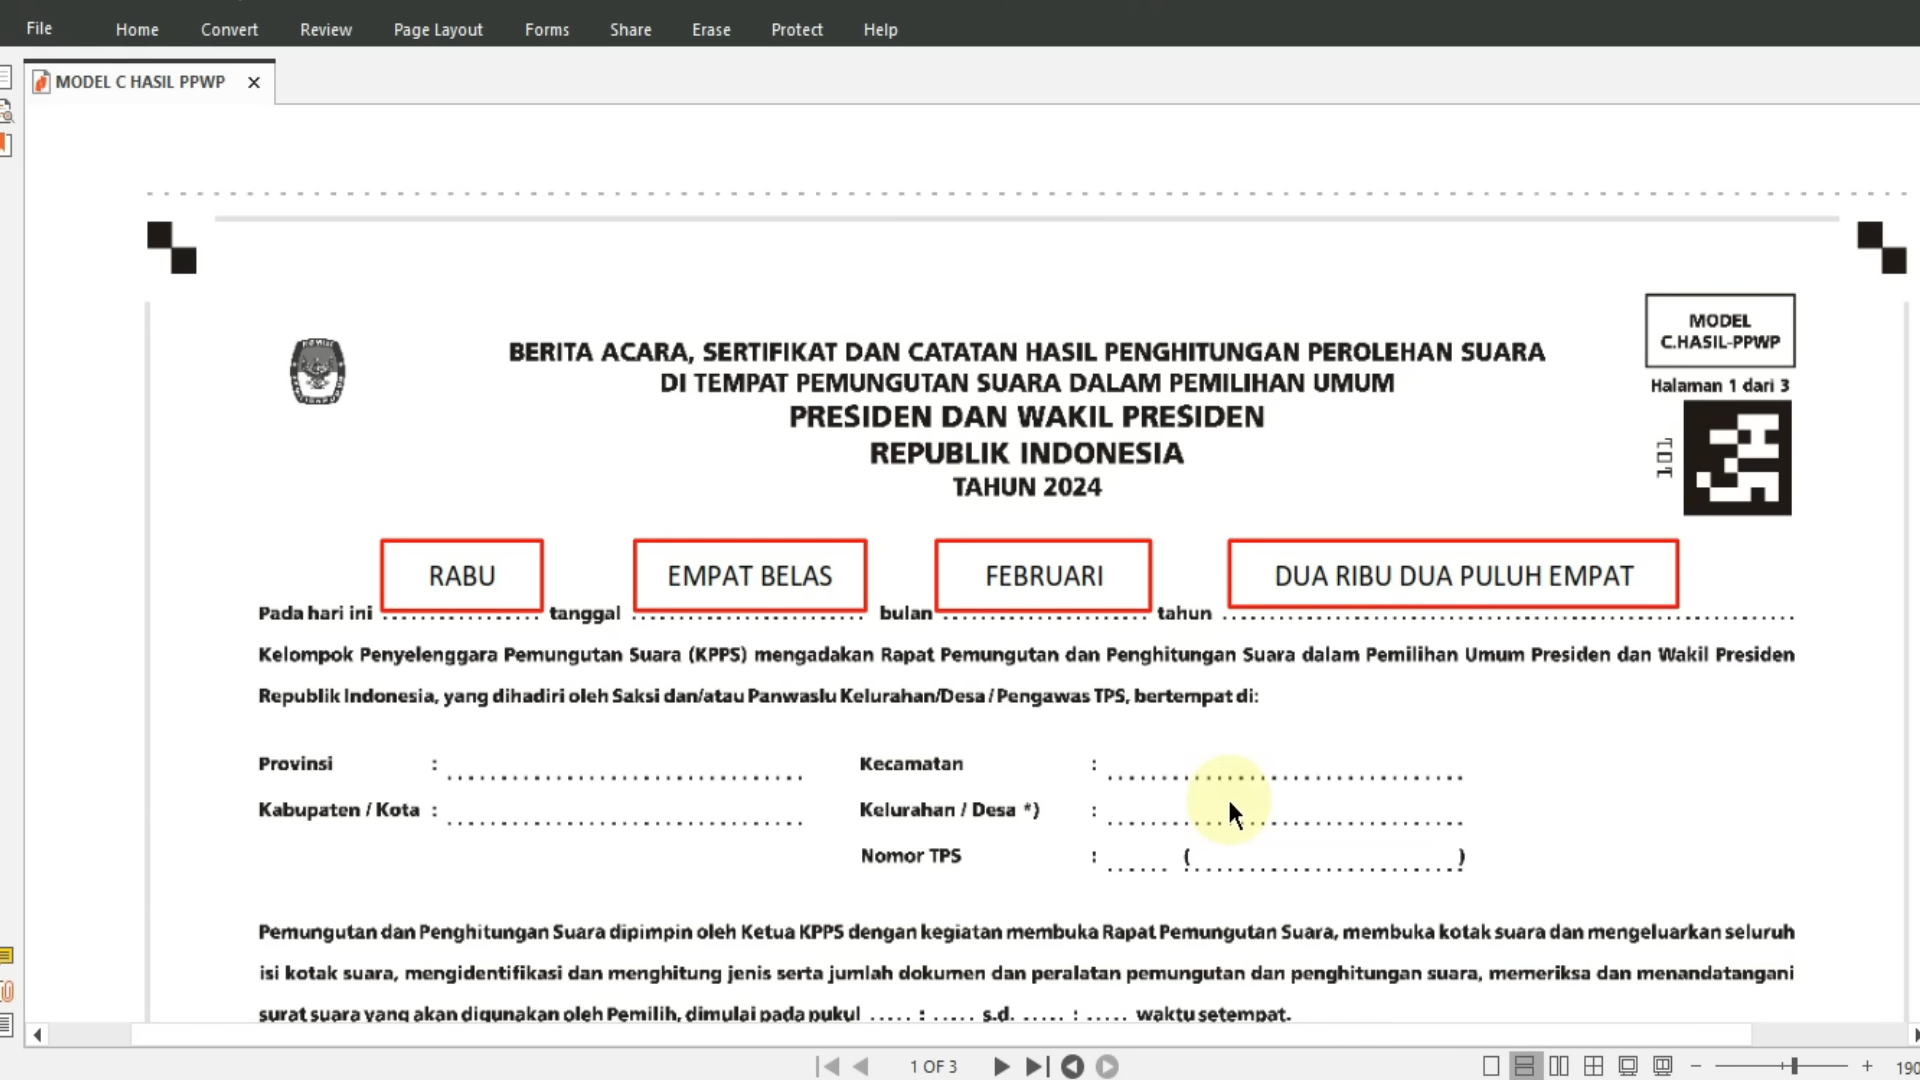 File Home Convert Review Page Layout Forms Share Erase Protect Help
MODEL C HASIL PPWP
MODEL
C.HASIL-PPWP
Halaman 1 dari 3
101
BERITA ACARA, SERTIFIKAT DAN CATATAN HASIL PENGHITUNGAN PEROLEHAN SUARA
DI TEMPAT PEMUNGUTAN SUARA DALAM PEMILIHAN UMUM
PRESIDEN DAN WAKIL PRESIDEN
REPUBLIK INDONESIA
TAHUN 2024
RABU EMPAT BELAS FEBRUARI DUA RIBU DUA PULUH EMPAT
Pada hari ini .............. tanggal .................... bulan .................. tahun ..................................................
Kelompok Penyelenggara Pemungutan Suara (KPPS) mengadakan Rapat Pemungutan dan Penghitungan Suara dalam Pemilihan Umum Presiden dan Wakil Presiden
Republik Indonesia, yang dihadiri oleh Saksi dan/atau Panwaslu Kelurahan/Desa / Pengawas TPS, bertempat di:
Provinsi : .............................. Kecamatan : ..............................
Kabupaten / Kota : .............................. Kelurahan / Desa *) : ..............................
Nomor TPS : ...... (........................)
Pemungutan dan Penghitungan Suara dipimpin oleh Ketua KPPS dengan kegiatan membuka Rapat Pemungutan Suara, membuka kotak suara dan mengeluarkan seluruh
isi kotak suara, mengidentifikasi dan menghitung jenis serta jumlah dokumen dan peralatan pemungutan dan penghitungan suara, memeriksa dan menandatangani
surat suara yang akan digunakan oleh Pemilih, dimulai pada pukul ..... : ..... s.d. ..... : ..... waktu setempat.
1 OF 3
190